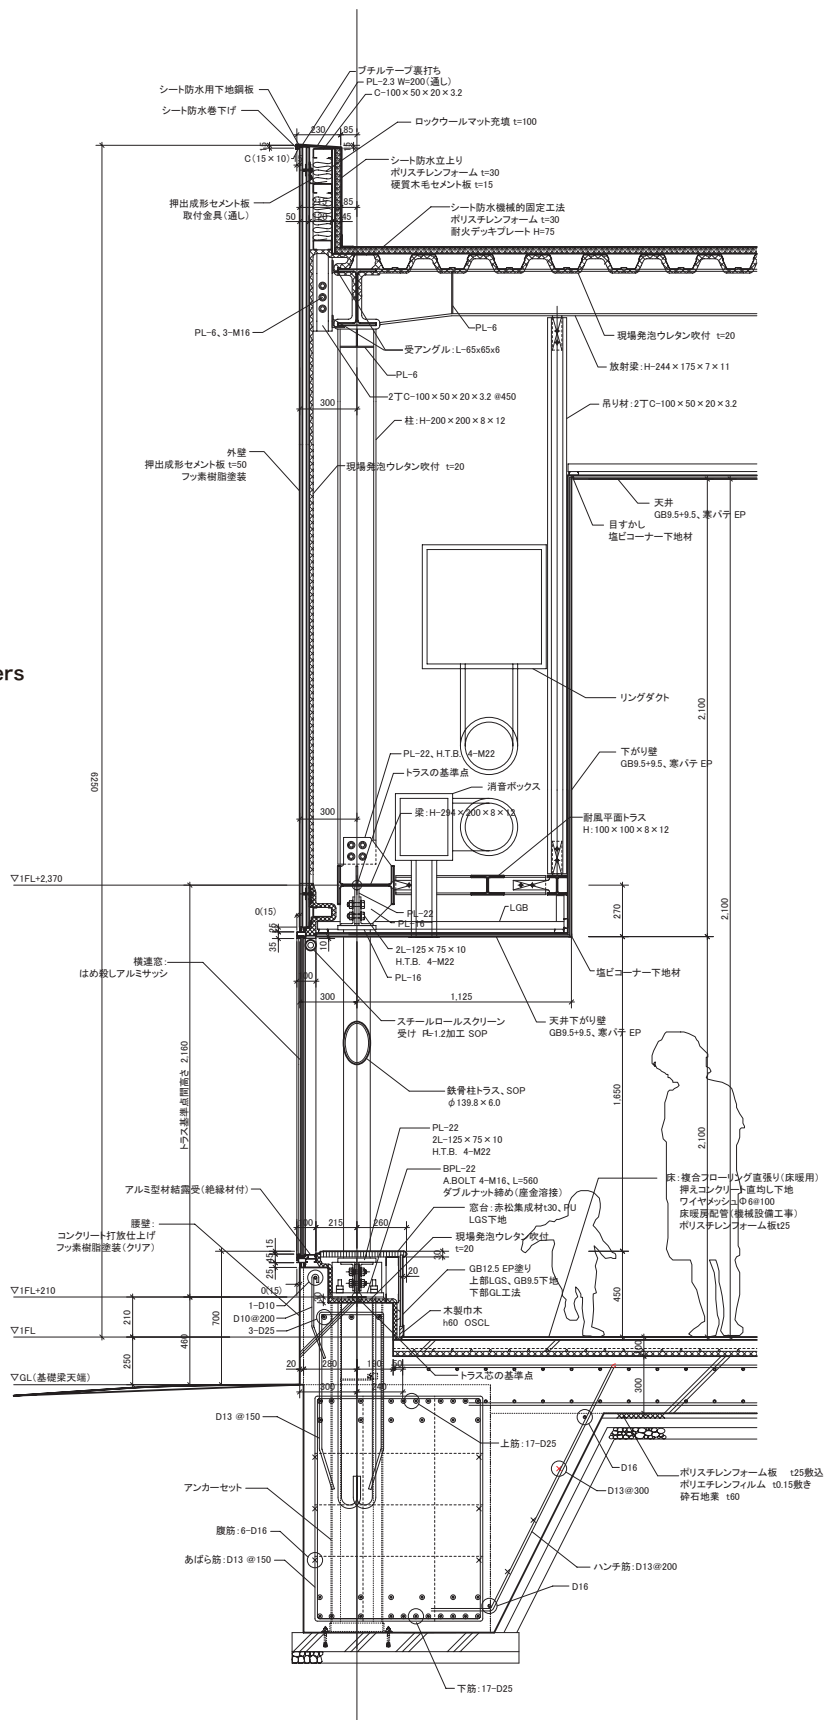 ブチルテープ裏打ち
PL-2.3 W=200（通し）
C-100×50×20×3.2
シート防水用下地鋼板
シート防水巻下げ
ロックウールマット充填 t=100
230
85
15
15
C（15×10）
15
シート防水立上り
ポリスチレンフォーム t=30
硬質木毛セメント板 t=15
押出成形セメント板
取付金具（通し）
215
85
50
120
45
シート防水機械的固定工法
ポリスチレンフォーム t=30
耐火デッキプレート H=75
PL-6、3-M16
PL-6
現場発泡ウレタン吹付 t=20
受アングル：L-65x65x6
放射梁：H-244×175×7×11
PL-6
2丁C-100×50×20×3.2 @450
300
吊り材：2丁C-100×50×20×3.2
柱：H-200×200×8×12
外壁
押出成形セメント板 t=50
フッ素樹脂塗装
現場発泡ウレタン吹付 t=20
天井
GB9.5+9.5、寒パテ EP
目すかし
塩ビコーナー下地材
ers
リングダクト
2,100
6250
PL-22、H.T.B. 4-M22
トラスの基準点
下がり壁
GB9.5+9.5、寒パテ EP
消音ボックス
300
梁：H-294×200×8×12
耐風平面トラス
H：100×100×8×12
▽1FL+2,370
PL-22
LGB
0(15)
PL-16
270
2,100
25
35
10
2L-125×75×10
H.T.B. 4-M22
PL-16
横連窓：
はめ殺しアルミサッシ
100
300
1,125
塩ビコーナー下地材
スチールロールスクリーン
受け PL-1.2加工 SOP
天井下がり壁
GB9.5+9.5、寒パテ EP
トラス基準点間高さ 2,160
鉄骨柱トラス、SOP
φ139.8×6.0
1,650
PL-22
2L-125×75×10
H.T.B. 4-M22
2,100
BPL-22
A.BOLT 4-M16、L=560
ダブルナット締め（座金溶接）
床：複合フローリング直張り（床暖用）
押えコンクリート直均し下地
ワイヤメッシュΦ6@100
床暖房配管（機械設備工事）
ポリスチレンフォーム板t25
アルミ型材結露受（絶縁材付）
100
215
260
窓台：赤松集成材t30、PU
LGS下地
腰壁：
コンクリート打放仕上げ
フッ素樹脂塗装（クリア）
現場発泡ウレタン吹付
t=20
45
15
25
30
20
GB12.5 EP塗り
上部LGS、GB9.5下地
下部GL工法
450
▽1FL+210
0(15)
1-D10
D10@200
3-D25
700
210
木製巾木
h60 OSCL
▽1FL
460
250
20
280
190
50
トラス芯の基準点
100
300
▽GL（基礎梁天端）
300
240
D13 @150
上筋：17-D25
D16
ポリスチレンフォーム板 t25敷込
ポリエチレンフィルム t0.15敷き
砕石地業 t60
D13@300
アンカーセット
腹筋：6-D16
あばら筋：D13 @150
ハンチ筋：D13@200
D16
下筋：17-D25